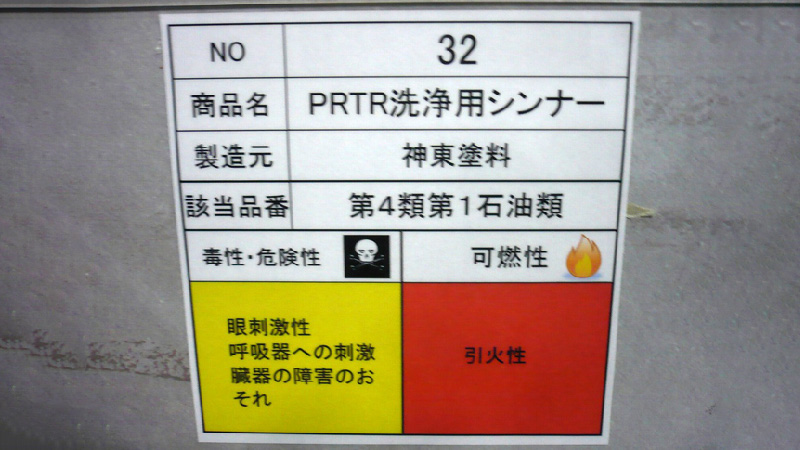 NO 32
商品名 PRTR洗浄用シンナー
製造元 神東塗料
該当品番 第4類第1石油類
毒性・危険性 可燃性
眼刺激性
呼吸器への刺激
臓器の障害のお
それ
引火性